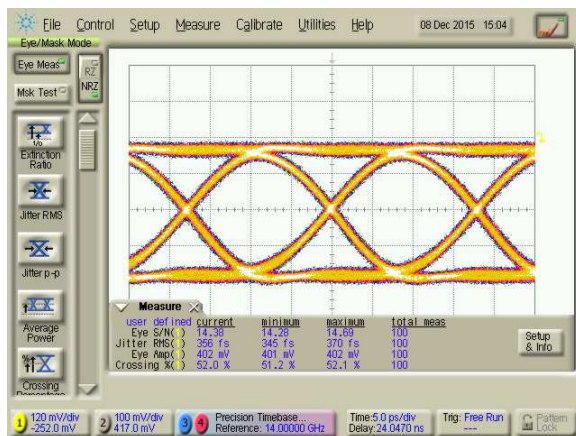 File Control Setup Measure Calibrate Utilities Help 08 Dec 2015 15:04
Eye/Mask Mode
Eye Meas
RZ
NRZ
Msk Test
Extinction
Ratio
Jitter RMS
Jitter p-p
Average
Power
Crossing
Percentage
Measure
user defined current minimum maximum total meas
Eye S/N(1) 14.38 14.28 14.69 100
Jitter RMS(1) 356 fs 345 fs 370 fs 100
Eye Amp(1) 402 mV 401 mV 402 mV 100
Crossing %(1) 52.0 % 51.2 % 52.1 % 100
Setup
& Info
1 120 mV/div
-252.0 mV
2 100 mV/div
417.0 mV
3 4 Precision Timebase...
Reference: 14.00000 GHz
Time:5.0 ps/div
Delay:24.0470 ns
Trig: Free Run
---
Pattern
Lock